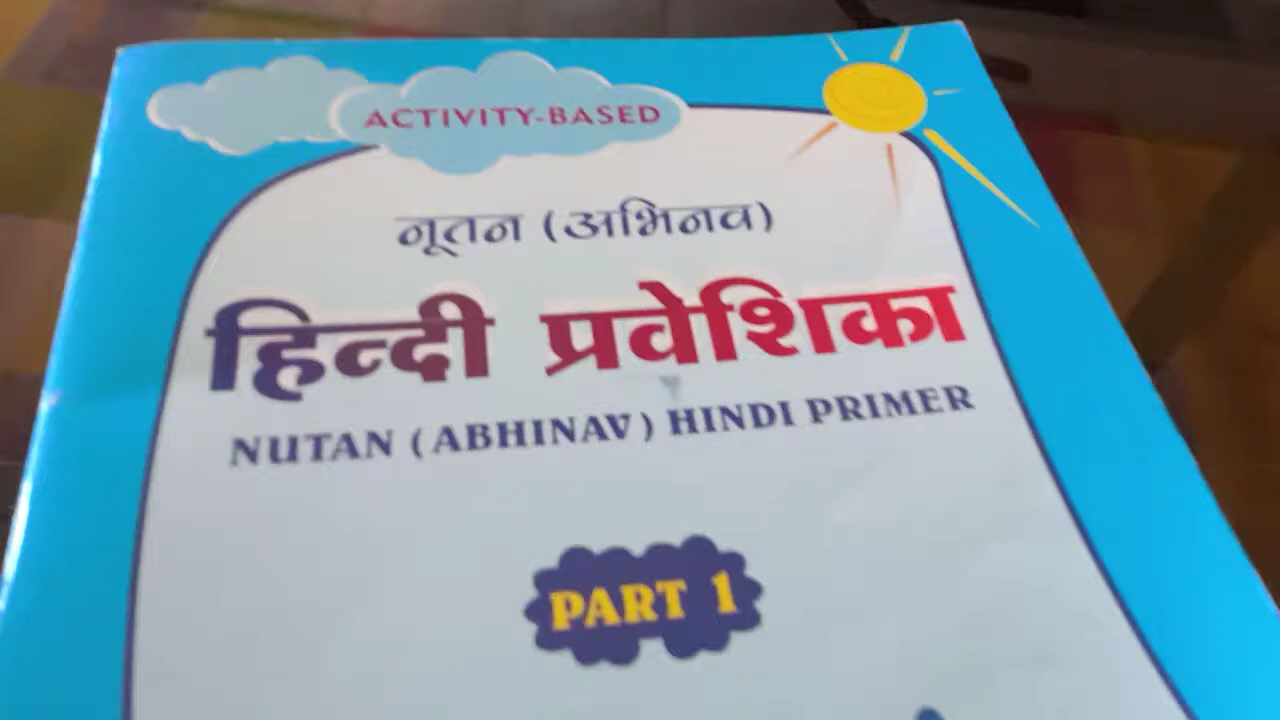 ACTIVITY-BASED
नूतन (अभिनव)
हिन्दी प्रवेशिका
NUTAN (ABHINAV) HINDI PRIMER
PART 1